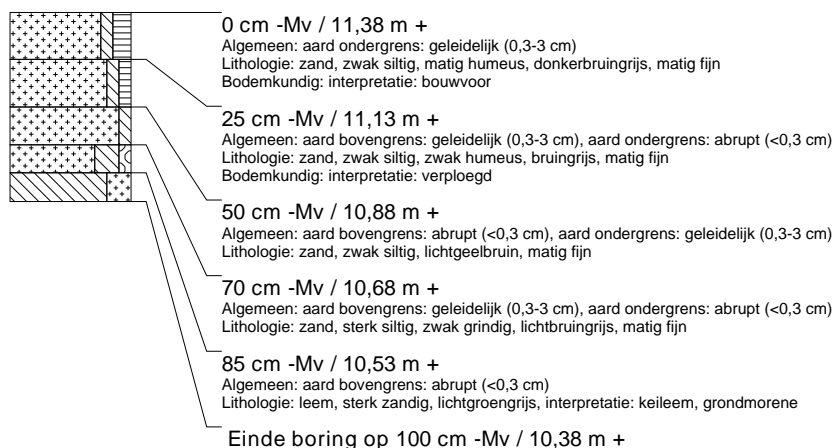 0 cm -Mv / 11,38 m +
Algemeen: aard ondergrens: geleidelijk (0,3-3 cm)
Lithologie: zand, zwak siltig, matig humeus, donkerbruingrijs, matig fijn
Bodemkundig: interpretatie: bouwvoor
25 cm -Mv / 11,13 m +
Algemeen: aard bovengrens: geleidelijk (0,3-3 cm), aard ondergrens: abrupt (<0,3 cm)
Lithologie: zand, zwak siltig, zwak humeus, bruingrijs, matig fijn
Bodemkundig: interpretatie: verploegd
50 cm -Mv / 10,88 m +
Algemeen: aard bovengrens: abrupt (<0,3 cm), aard ondergrens: geleidelijk (0,3-3 cm)
Lithologie: zand, zwak siltig, lichtgeelbruin, matig fijn
70 cm -Mv / 10,68 m +
Algemeen: aard bovengrens: geleidelijk (0,3-3 cm), aard ondergrens: abrupt (<0,3 cm)
Lithologie: zand, sterk siltig, zwak grindig, lichtbruingrijs, matig fijn
85 cm -Mv / 10,53 m +
Algemeen: aard bovengrens: abrupt (<0,3 cm)
Lithologie: leem, sterk zandig, lichtgroengrijs, interpretatie: keileem, grondmorene
Einde boring op 100 cm -Mv / 10,38 m +